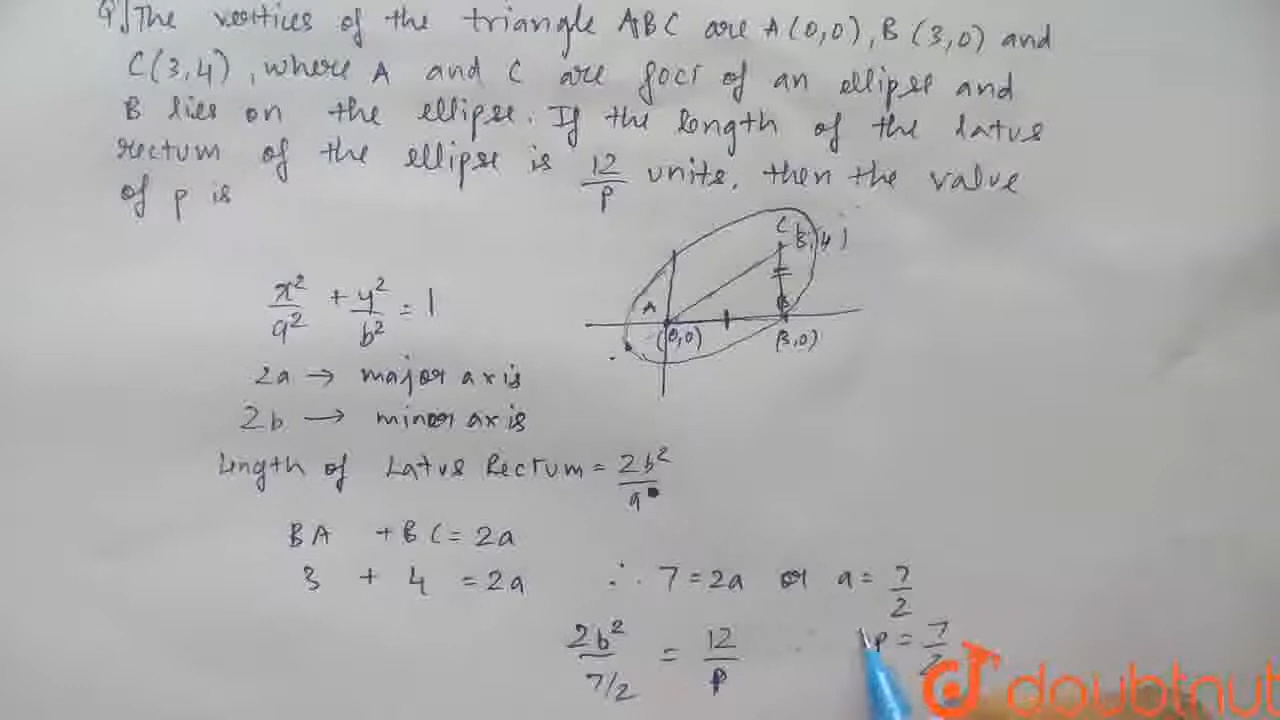 Q.) The vertices of the triangle ABC are A(0,0), B(3,0) and
C(3,4), where A and C are foci of an ellipse and
B lies on the ellipse. If the length of the latus
rectum of the ellipse is 12/P units, then the value
of p is
C (3,4)
A
B
(0,0)
(3,0)
x²/a² + y²/b² = 1
2a → major axis
2b → minor axis
Length of Latus Rectum = 2b²/a
BA + BC = 2a
3 + 4 = 2a ∴ 7 = 2a or a = 7/2
2b²/7/2 = 12/P P = 7/2
doubtnut